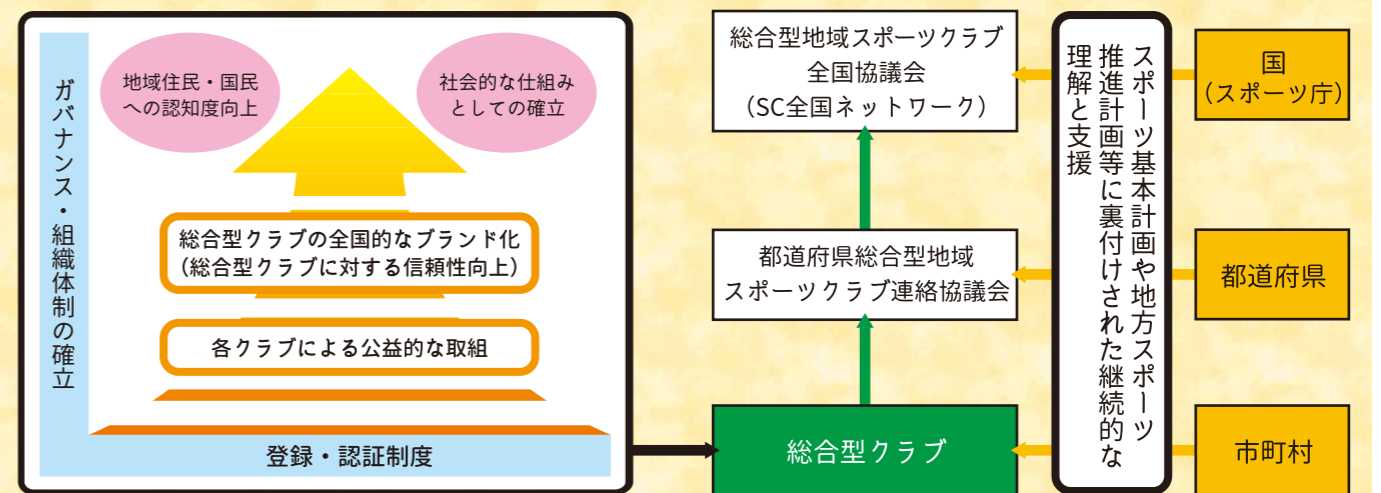 ガバナンス・組織体制の確立
地域住民・国民
への認知度向上
社会的な仕組み
としての確立
総合型クラブの全国的なブランド化
(総合型クラブに対する信頼性向上)
各クラブによる公益的な取組
登録・認証制度
総合型地域スポーツクラブ
全国協議会
(SC全国ネットワーク)
都道府県総合型地域
スポーツクラブ連絡協議会
総合型クラブ
スポーツ基本計画や地方スポーツ
推進計画等に裏付けされた継続的な
理解と支援
国
(スポーツ庁)
都道府県
市町村